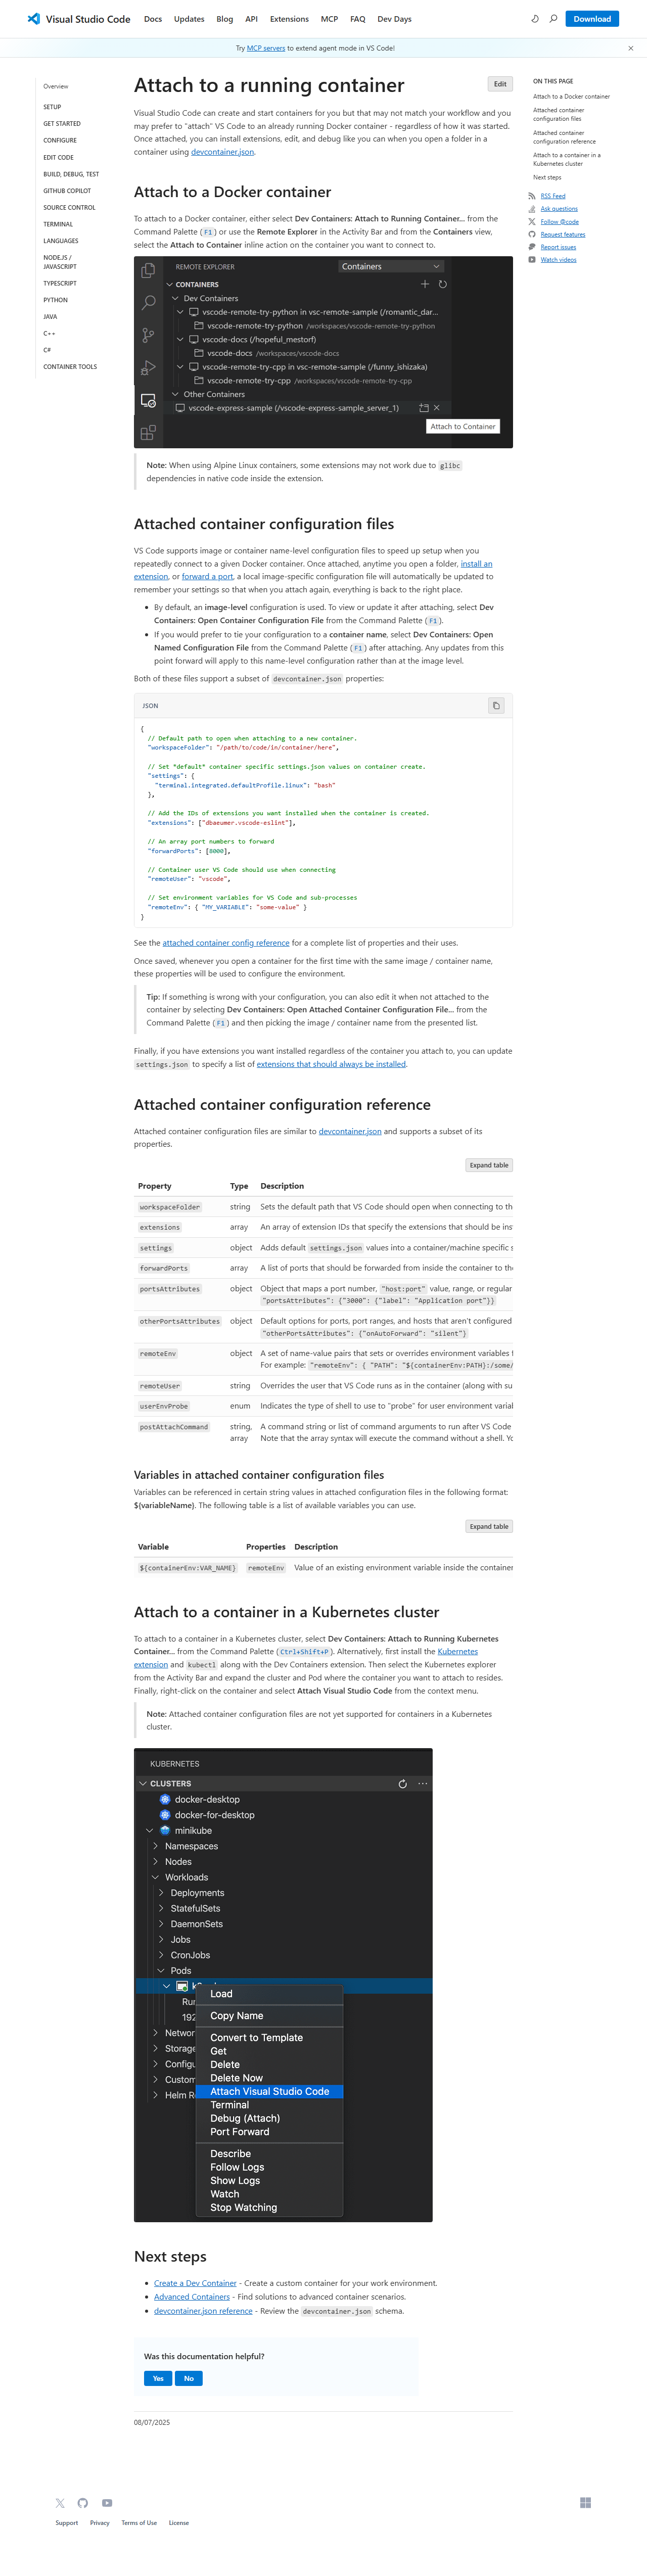 Visual Studio Code
Docs
Updates
Blog
API
Extensions
MCP
FAQ
Dev Days
Download
Try MCP servers to extend agent mode in VS Code!
Overview
SETUP
GET STARTED
CONFIGURE
EDIT CODE
BUILD, DEBUG, TEST
GITHUB COPILOT
SOURCE CONTROL
TERMINAL
LANGUAGES
NODE.JS /
JAVASCRIPT
TYPESCRIPT
PYTHON
JAVA
C++
C#
CONTAINER TOOLS
Attach to a running container
Edit
Visual Studio Code can create and start containers for you but that may not match your workflow and you
may prefer to "attach" VS Code to an already running Docker container - regardless of how it was started.
Once attached, you can install extensions, edit, and debug like you can when you open a folder in a
container using devcontainer.json.
Attach to a Docker container
To attach to a Docker container, either select Dev Containers: Attach to Running Container... from the
Command Palette (F1) or use the Remote Explorer in the Activity Bar and from the Containers view,
select the Attach to Container inline action on the container you want to connect to.
REMOTE EXPLORER
Containers
CONTAINERS
Dev Containers
vscode-remote-try-python in vsc-remote-try-python (/romantic_dar...
vscode-remote-try-python /workspaces/vscode-remote-try-python
vscode-docs (/hopeful_mestorf)
vscode-docs /workspaces/vscode-docs
vscode-remote-try-cpp in vsc-remote-try-cpp (/funny_ishizaka)
vscode-remote-try-cpp /workspaces/vscode-remote-try-cpp
Other Containers
vscode-express-sample (/vscode-express-sample_server_1)
Attach to Container
Note: When using Alpine Linux containers, some extensions may not work due to glibc
dependencies in native code inside the extension.
Attached container configuration files
VS Code supports image or container name-level configuration files to speed up setup when you
repeatedly connect to a given Docker container. Once attached, anytime you open a folder, install an
extension, or forward a port, a local image-specific configuration file will automatically be updated to
remember your settings so that when you attach again, everything is back to the right place.
By default, an image-level configuration is used. To view or update it after attaching, select Dev
Containers: Open Container Configuration File from the Command Palette (F1).
If you would prefer to tie your configuration to a container name, select Dev Containers: Open
Named Configuration File from the Command Palette (F1) after attaching. Any updates from this
point forward will apply to this name-level configuration rather than at the image level.
Both of these files support a subset of devcontainer.json properties:
JSON
{
// Default path to open when attaching to a new container.
"workspaceFolder": "/path/to/code/in/container/here",
// Set *default* container specific settings.json values on container create.
"settings": {
"terminal.integrated.defaultProfile.linux": "bash"
},
// Add the IDs of extensions you want installed when the container is created.
"extensions": ["dbaeumer.vscode-eslint"],
// An array port numbers to forward
"forwardPorts": [8000],
// Container user VS Code should use when connecting
"remoteUser": "vscode",
// Set environment variables for VS Code and sub-processes
"remoteEnv": { "MY_VARIABLE": "some-value" }
}
See the attached container config reference for a complete list of properties and their uses.
Once saved, whenever you open a container for the first time with the same image / container name,
these properties will be used to configure the environment.
Tip: If something is wrong with your configuration, you can also edit it when not attached to the
container by selecting Dev Containers: Open Attached Container Configuration File... from the
Command Palette (F1) and then picking the image / container name from the presented list.
Finally, if you have extensions you want installed regardless of the container you attach to, you can update
settings.json to specify a list of extensions that should always be installed.
Attached container configuration reference
Attached container configuration files are similar to devcontainer.json and supports a subset of its
properties.
Expand table
Property Type Description
workspaceFolder string Sets the default path that VS Code should open when connecting to th
extensions array An array of extension IDs that specify the extensions that should be ins
settings object Adds default settings.json values into a container/machine specific s
forwardPorts array A list of ports that should be forwarded from inside the container to the
portsAttributes object Object that maps a port number, "host:port" value, range, or regular
"portsAttributes": {"3000": {"label": "Application port"}}
otherPortsAttributes object Default options for ports, port ranges, and hosts that aren't configured
"otherPortsAttributes": {"onAutoForward": "silent"}
remoteEnv object A set of name-value pairs that sets or overrides environment variables f
For example: "remoteEnv": { "PATH": "${containerEnv:PATH}:/some/
remoteUser string Overrides the user that VS Code runs as in the container (along with su
userEnvProbe enum Indicates the type of shell to use to "probe" for user environment variab
postAttachCommand string, A command string or list of command arguments to run after VS Code
array Note that the array syntax will execute the command without a shell. Yo
Variables in attached container configuration files
Variables can be referenced in certain string values in attached configuration files in the following format:
${variableName}. The following table is a list of available variables you can use.
Expand table
Variable Properties Description
${containerEnv:VAR_NAME} remoteEnv Value of an existing environment variable inside the container
Attach to a container in a Kubernetes cluster
To attach to a container in a Kubernetes cluster, select Dev Containers: Attach to Running Kubernetes
Container... from the Command Palette (Ctrl+Shift+P). Alternatively, first install the Kubernetes
extension and kubectl along with the Dev Containers extension. Then select the Kubernetes explorer
from the Activity Bar and expand the cluster and Pod where the container you want to attach to resides.
Finally, right-click on the container and select Attach Visual Studio Code from the context menu.
Note: Attached container configuration files are not yet supported for containers in a Kubernetes
cluster.
KUBERNETES
CLUSTERS
docker-desktop
docker-for-desktop
minikube
Namespaces
Nodes
Workloads
Deployments
StatefulSets
DaemonSets
Jobs
CronJobs
Pods
Run
192
Networ
Storage
Configu
Custom
Helm Re
Load
Copy Name
Convert to Template
Get
Delete
Delete Now
Attach Visual Studio Code
Terminal
Debug (Attach)
Port Forward
Describe
Follow Logs
Show Logs
Watch
Stop Watching
Next steps
Create a Dev Container - Create a custom container for your work environment.
Advanced Containers - Find solutions to advanced container scenarios.
devcontainer.json reference - Review the devcontainer.json schema.
Was this documentation helpful?
Yes
No
08/07/2025
ON THIS PAGE
Attach to a Docker container
Attached container
configuration files
Attached container
configuration reference
Attach to a container in a
Kubernetes cluster
Next steps
RSS Feed
Ask questions
Follow @code
Request features
Report issues
Watch videos
Support
Privacy
Terms of Use
License